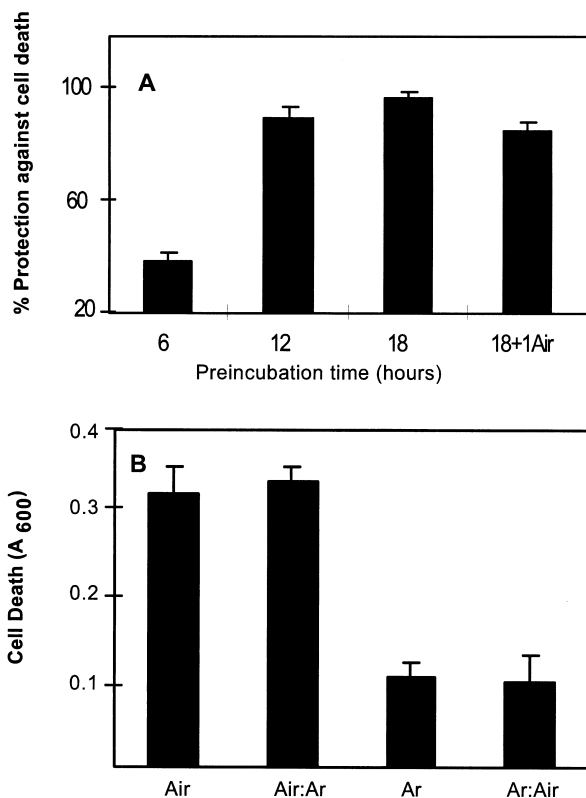 % Protection against cell death
A
100
60
20
6 12 18 18+1Air
Preincubation time (hours)
Cell Death (A 600)
B
0.4
0.3
0.2
0.1
Air Air:Ar Ar Ar:Air